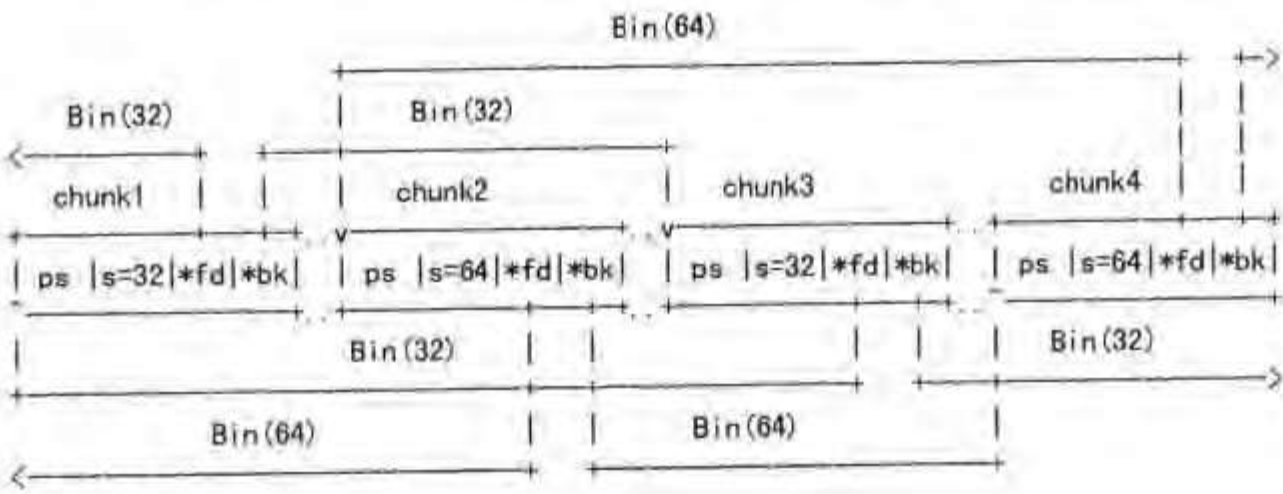 Bin(64)
Bin(32) Bin(32)
chunk1 chunk2 chunk3 chunk4
| ps |s=32|*fd|*bk| | ps |s=64|*fd|*bk| | ps |s=32|*fd|*bk| | ps |s=64|*fd|*bk|
Bin(32) Bin(32)
Bin(64) Bin(64)